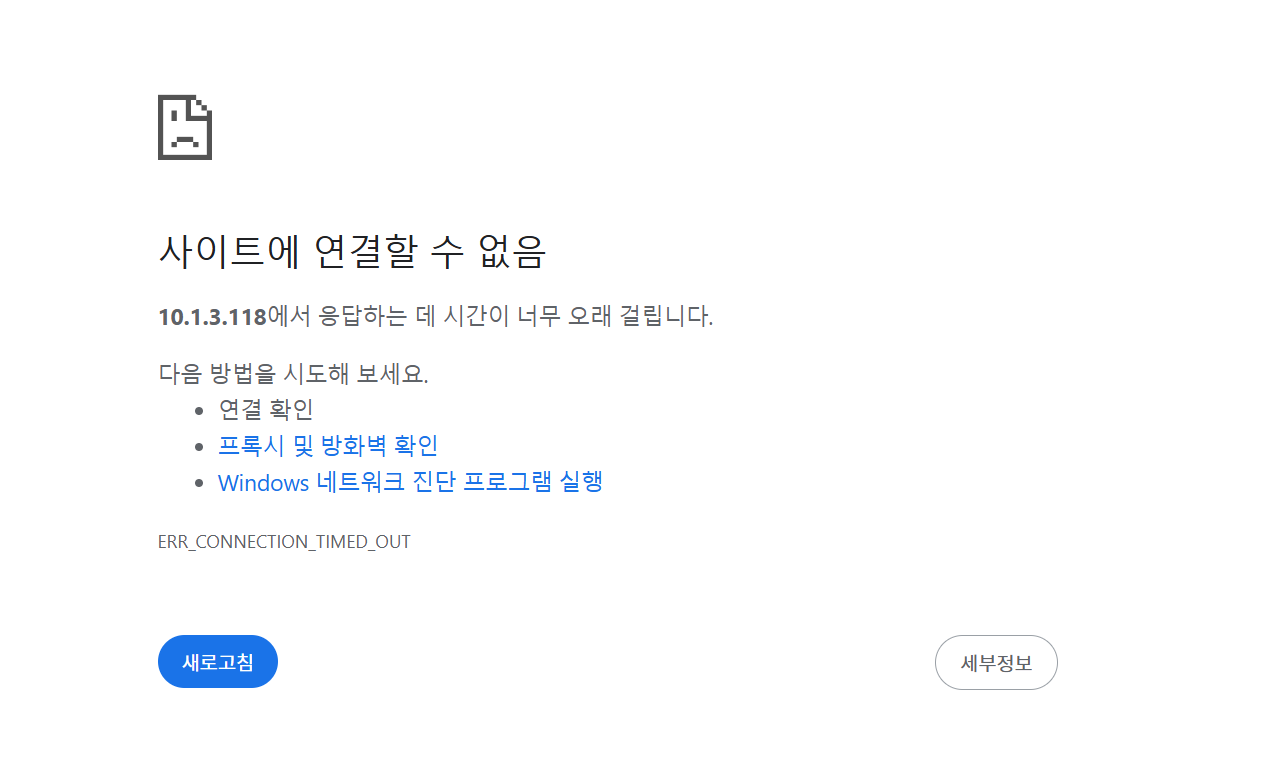 사이트에 연결할 수 없음
10.1.3.118에서 응답하는 데 시간이 너무 오래 걸립니다.
다음 방법을 시도해 보세요.
연결 확인
프록시 및 방화벽 확인
Windows 네트워크 진단 프로그램 실행
ERR_CONNECTION_TIMED_OUT
새로고침
세부정보